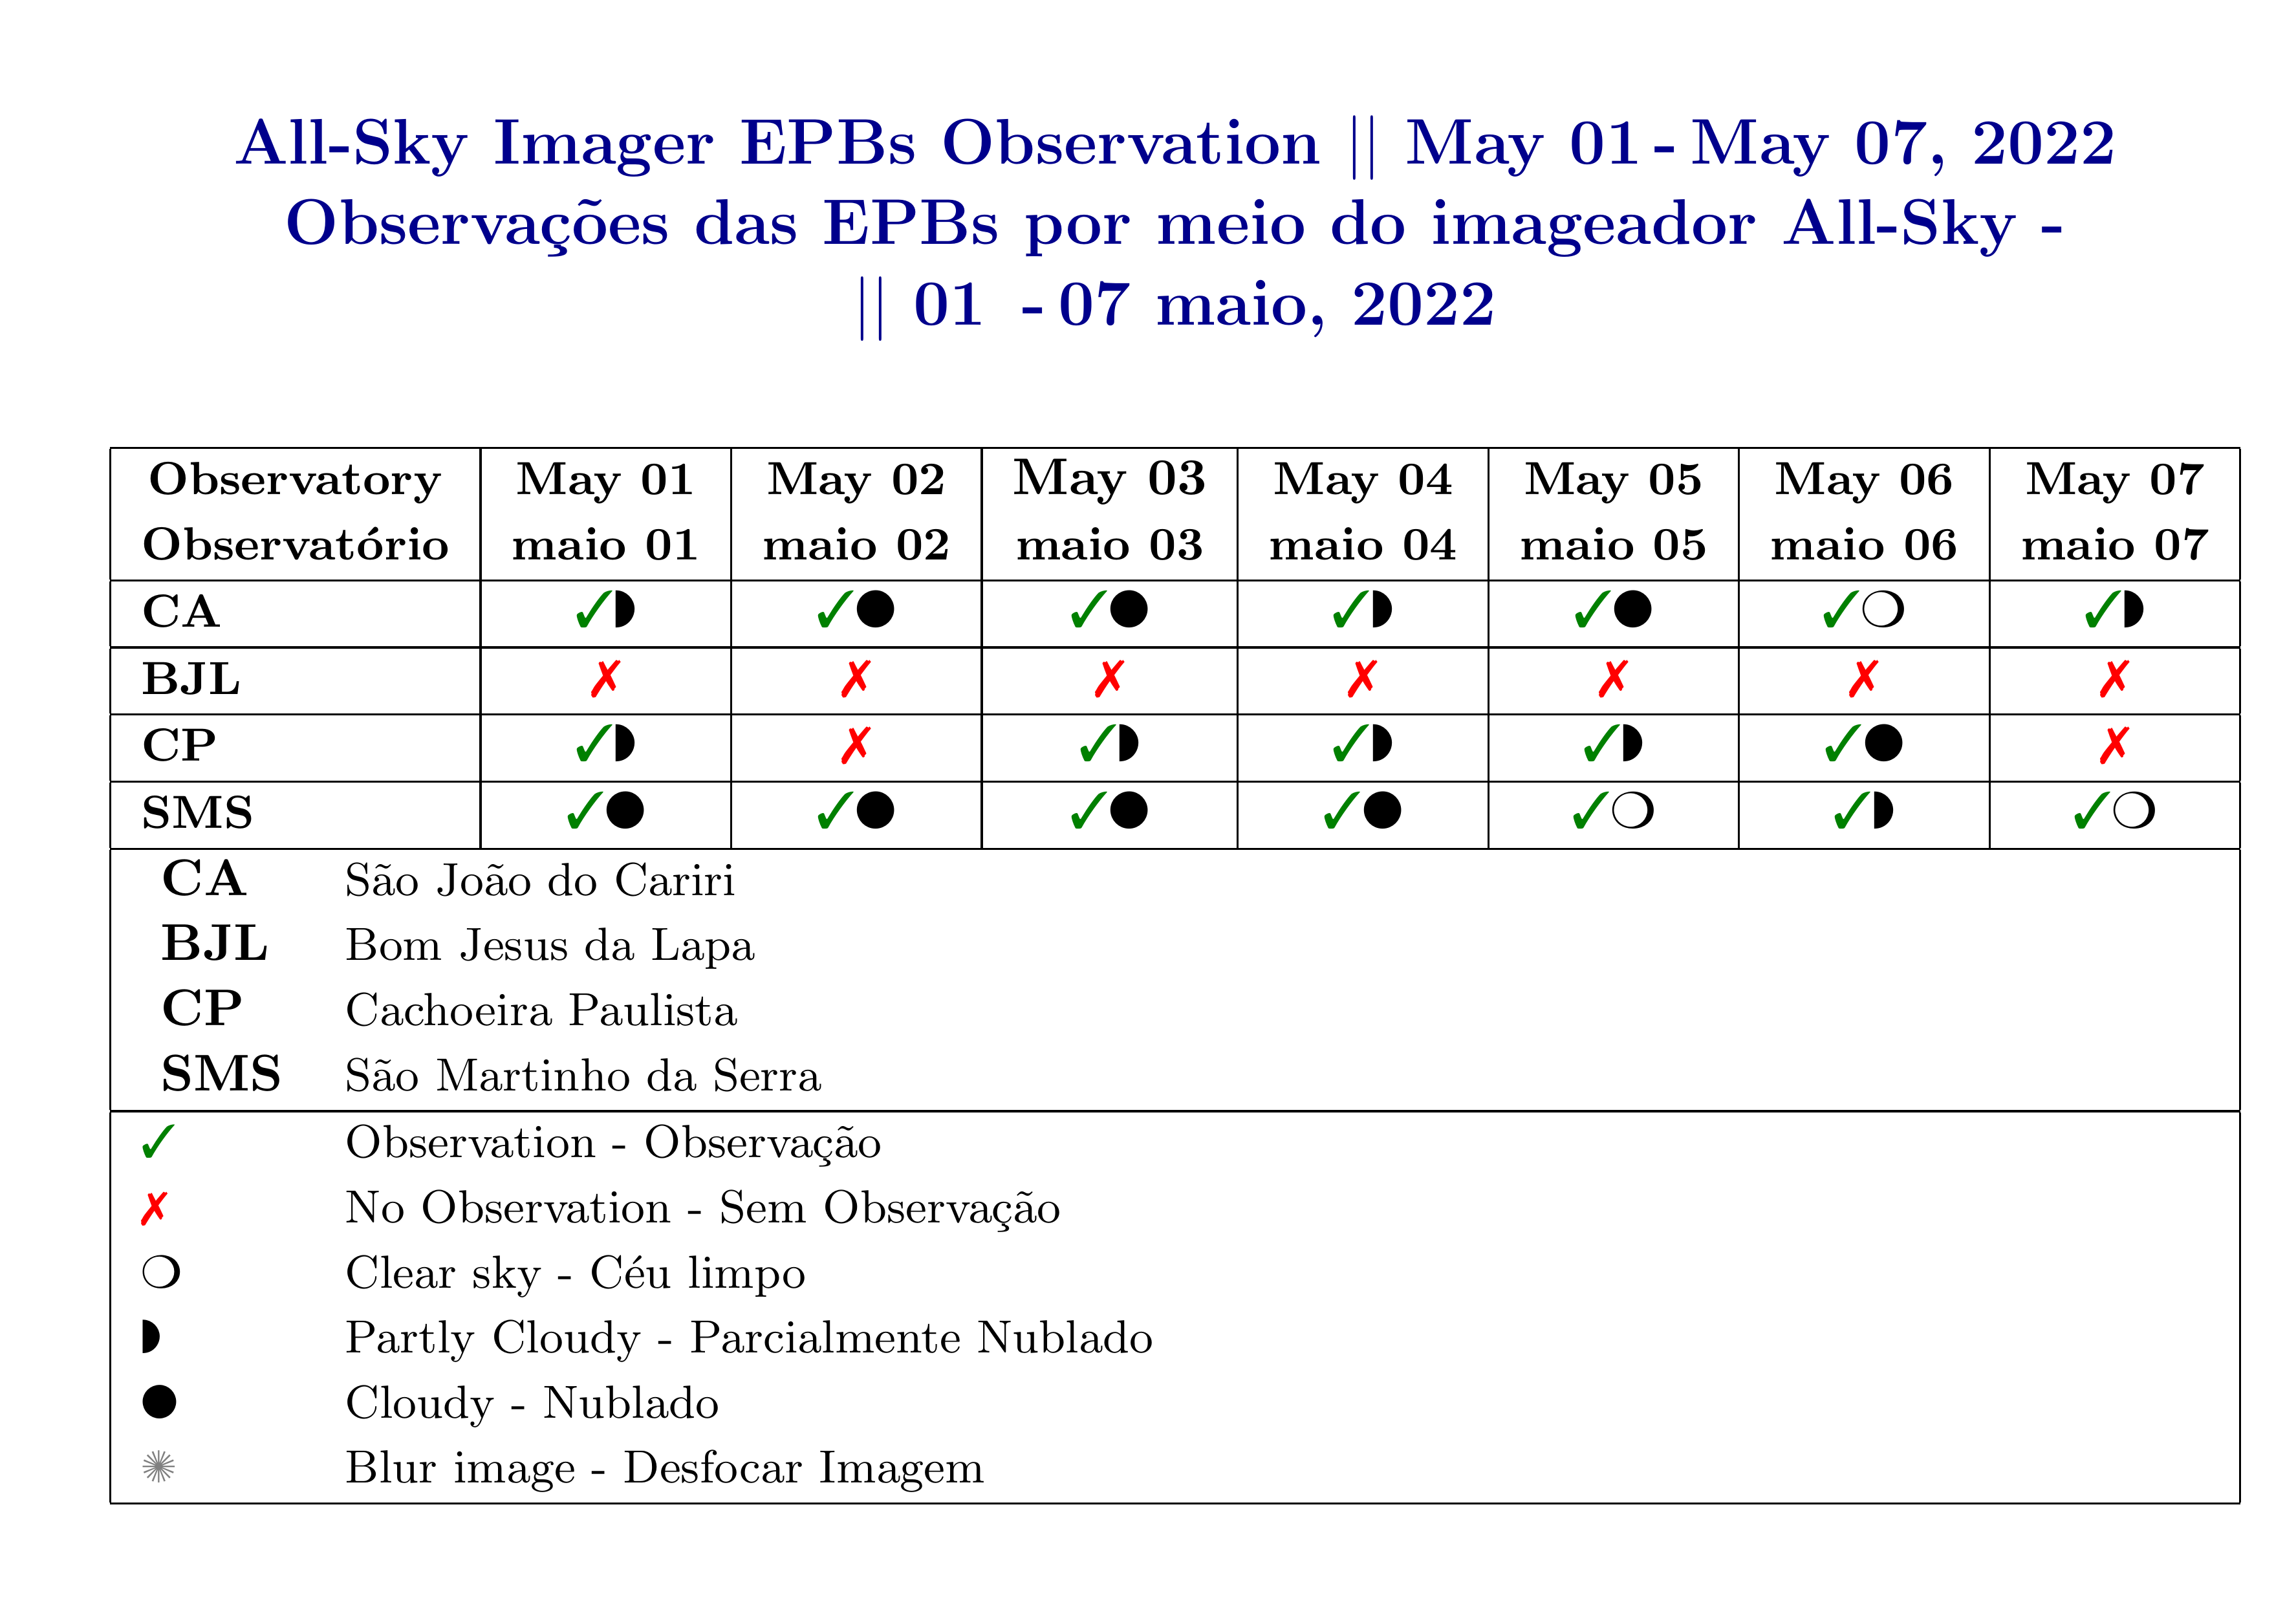 All-Sky Imager EPBs Observation || May 01 - May 07, 2022
Observações das EPBs por meio do imageador All-Sky -
|| 01 - 07 maio, 2022
Observatory May 01 May 02 May 03 May 04 May 05 May 06 May 07
Observatório maio 01 maio 02 maio 03 maio 04 maio 05 maio 06 maio 07
CA ✓◗ ✓● ✓● ✓◗ ✓● ✓❍ ✓◗
BJL ✗ ✗ ✗ ✗ ✗ ✗ ✗
CP ✓◗ ✗ ✓◗ ✓◗ ✓◗ ✓● ✗
SMS ✓● ✓● ✓● ✓● ✓❍ ✓◗ ✓❍
CA São João do Cariri
BJL Bom Jesus da Lapa
CP Cachoeira Paulista
SMS São Martinho da Serra
✓ Observation - Observação
✗ No Observation - Sem Observação
❍ Clear sky - Céu limpo
◗ Partly Cloudy - Parcialmente Nublado
● Cloudy - Nublado
✺ Blur image - Desfocar Imagem